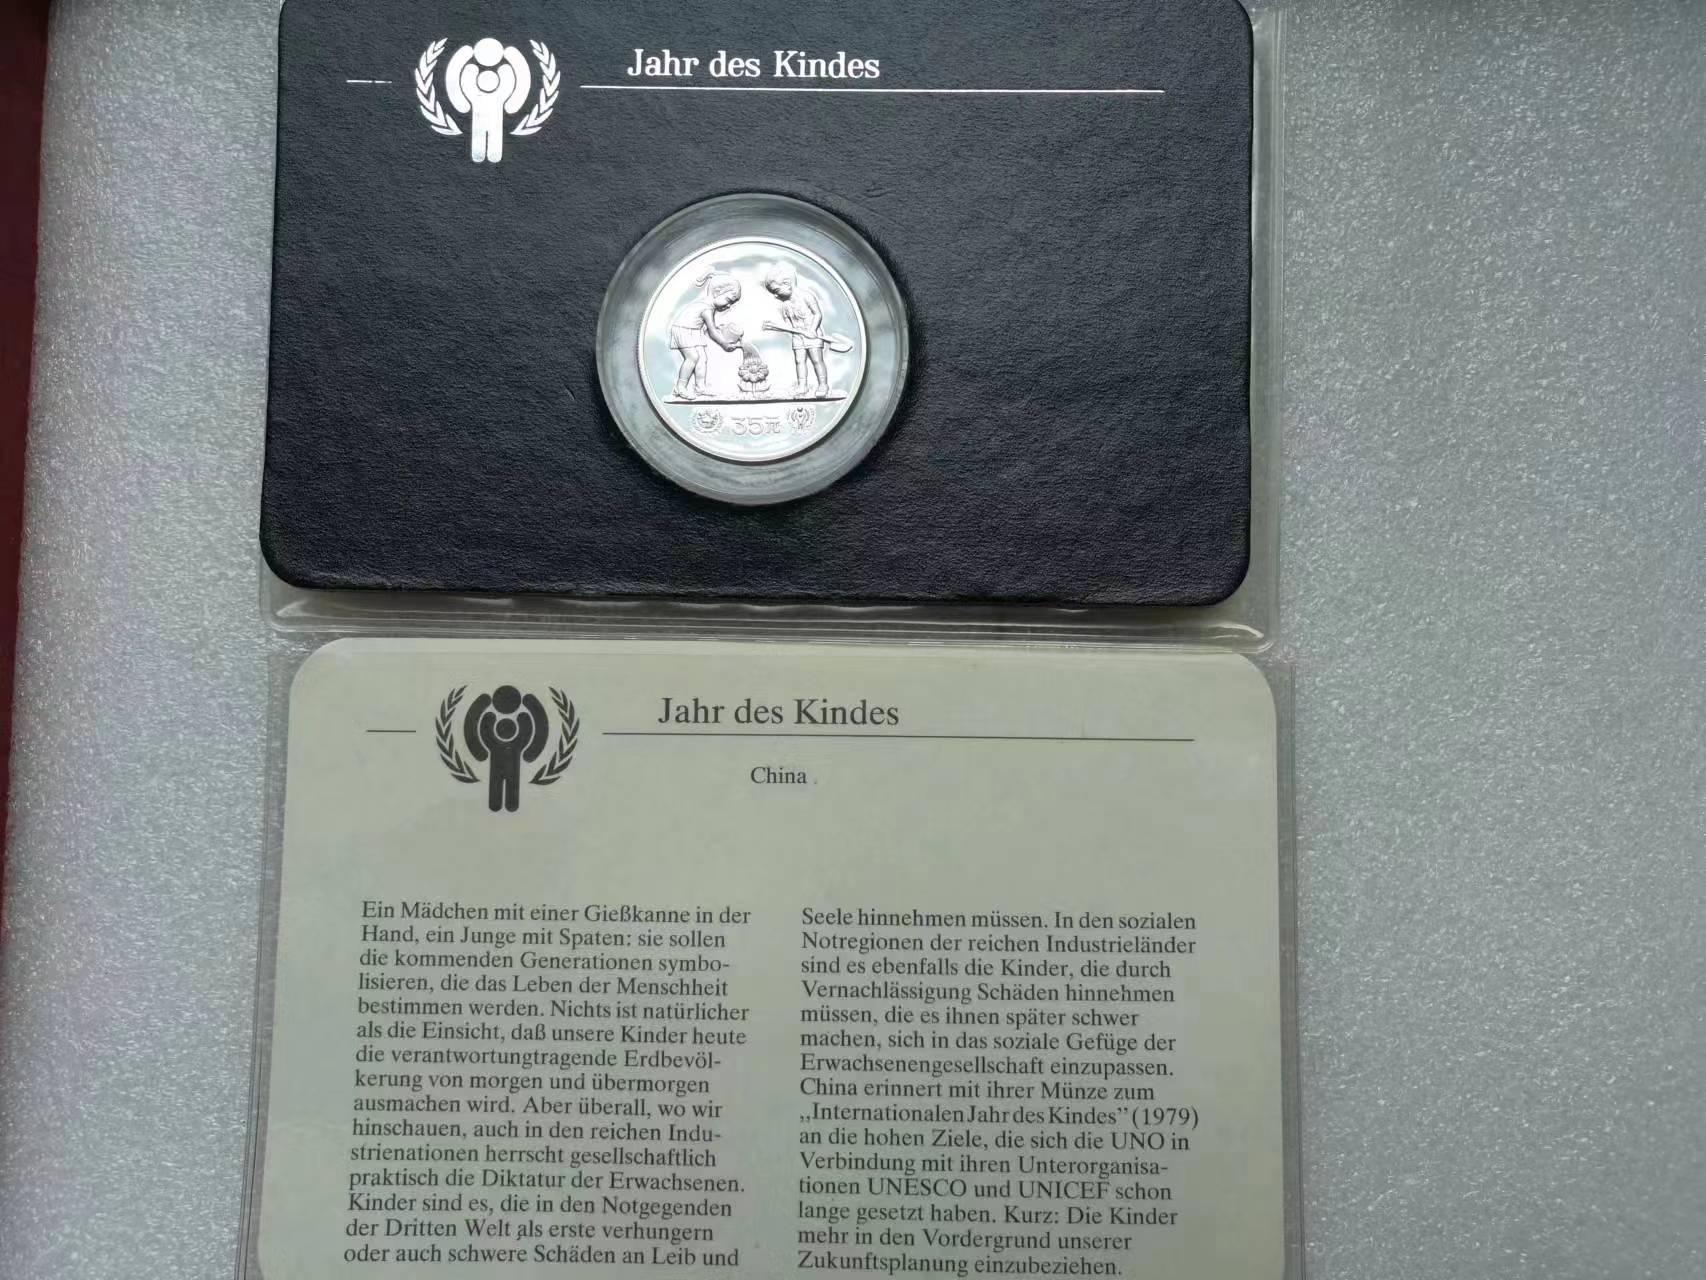 Jahr des Kindes
35元
Jahr des Kindes
China
Ein Mädchen mit einer Gießkanne in der
Hand, ein Junge mit Spaten: sie sollen
die kommenden Generationen symbo-
lisieren, die das Leben der Menschheit
bestimmen werden. Nichts ist natürlicher
als die Einsicht, daß unsere Kinder heute
die verantwortungtragende Erdbevöl-
kerung von morgen und übermorgen
ausmachen wird. Aber überall, wo wir
hinschauen, auch in den reichen Indu-
strienationen herrscht gesellschaftlich
praktisch die Diktatur der Erwachsenen.
Kinder sind es, die in den Notgegenden
der Dritten Welt als erste verhungern
oder auch schwere Schäden an Leib und
Seele hinnehmen müssen. In den sozialen
Notregionen der reichen Industrieländer
sind es ebenfalls die Kinder, die durch
Vernachlässigung Schäden hinnehmen
müssen, die es ihnen später schwer
machen, sich in das soziale Gefüge der
Erwachsenengesellschaft einzupassen.
China erinnert mit ihrer Münze zum
„Internationalen Jahr des Kindes” (1979)
an die hohen Ziele, die sich die UNO in
Verbindung mit ihren Unterorganisa-
tionen UNESCO und UNICEF schon
lange gesetzt haben. Kurz: Die Kinder
mehr in den Vordergrund unserer
Zukunftsplanung einzubeziehen.